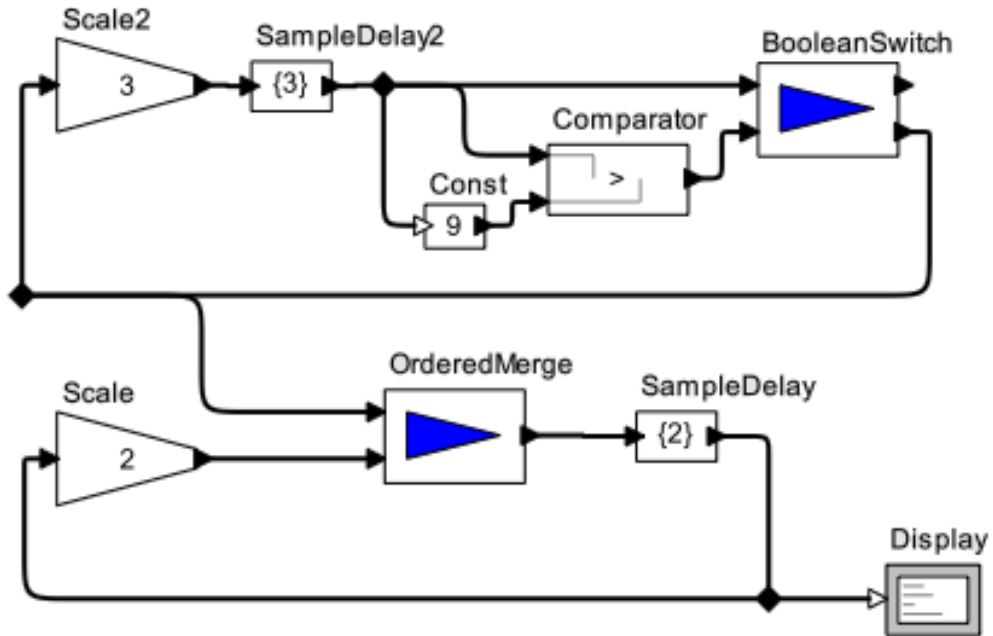 Scale2
3
SampleDelay2
{3}
BooleanSwitch
Comparator
>
Const
9
OrderedMerge
SampleDelay
{2}
Scale
2
Display